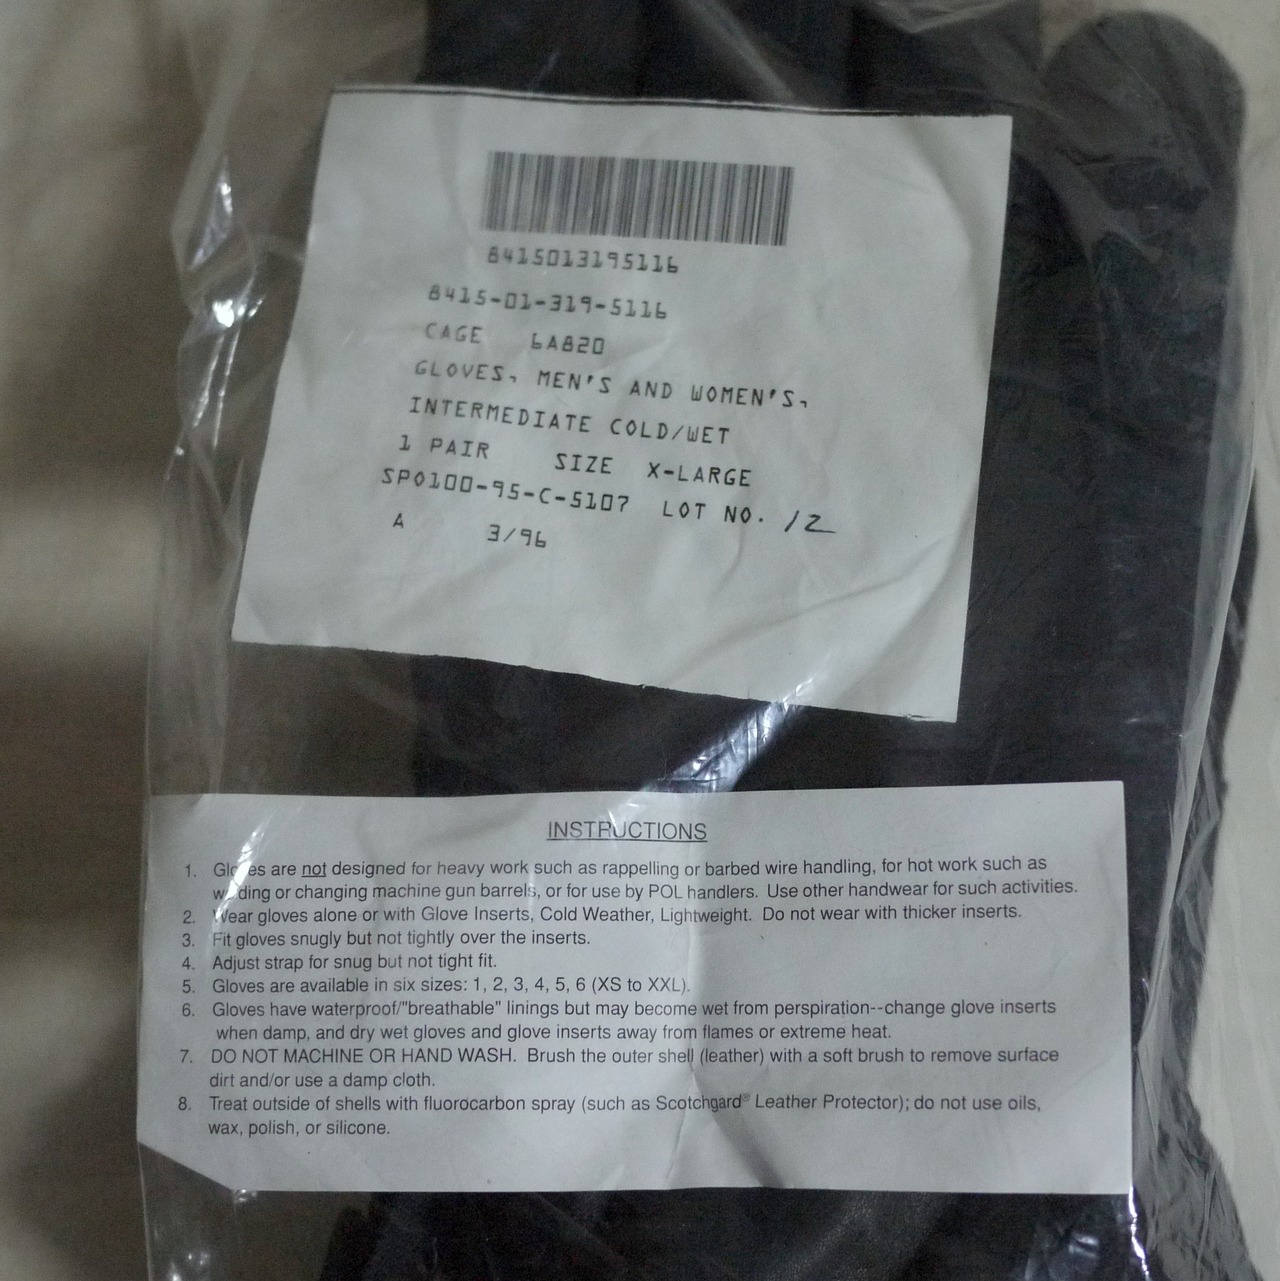 8415013195116
8415-01-319-5116
CAGE 6A820
GLOVES, MEN'S AND WOMEN'S,
INTERMEDIATE COLD/WET
1 PAIR SIZE X-LARGE
SP0100-95-C-5107 LOT NO. 12
A 3/96
INSTRUCTIONS
1. Gloves are not designed for heavy work such as rappelling or barbed wire handling, for hot work such as
welding or changing machine gun barrels, or for use by POL handlers. Use other handwear for such activities.
2. Wear gloves alone or with Glove Inserts, Cold Weather, Lightweight. Do not wear with thicker inserts.
3. Fit gloves snugly but not tightly over the inserts.
4. Adjust strap for snug but not tight fit.
5. Gloves are available in six sizes: 1, 2, 3, 4, 5, 6 (XS to XXL).
6. Gloves have waterproof/"breathable" linings but may become wet from perspiration--change glove inserts
when damp, and dry wet gloves and glove inserts away from flames or extreme heat.
7. DO NOT MACHINE OR HAND WASH. Brush the outer shell (leather) with a soft brush to remove surface
dirt and/or use a damp cloth.
8. Treat outside of shells with fluorocarbon spray (such as Scotchgard® Leather Protector); do not use oils,
wax, polish, or silicone.